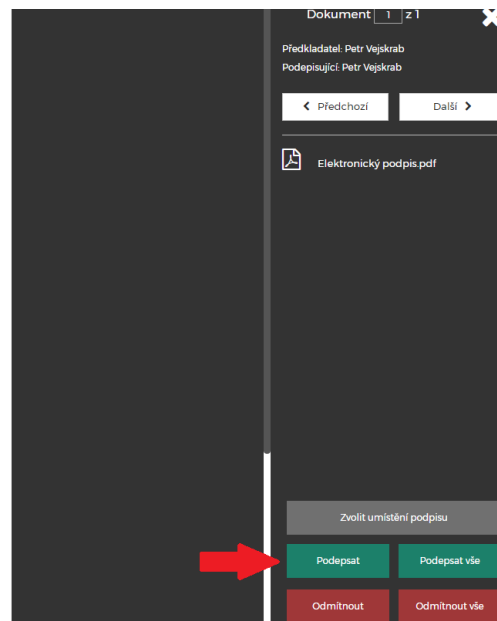 Dokument 1 z 1
Předkladatel: Petr Vejskrab
Podepisující: Petr Vejskrab
Předchozí Další
Elektronický podpis.pdf
Zvolit umístění podpisu
Podepsat Podepsat vše
Odmítnout Odmítnout vše